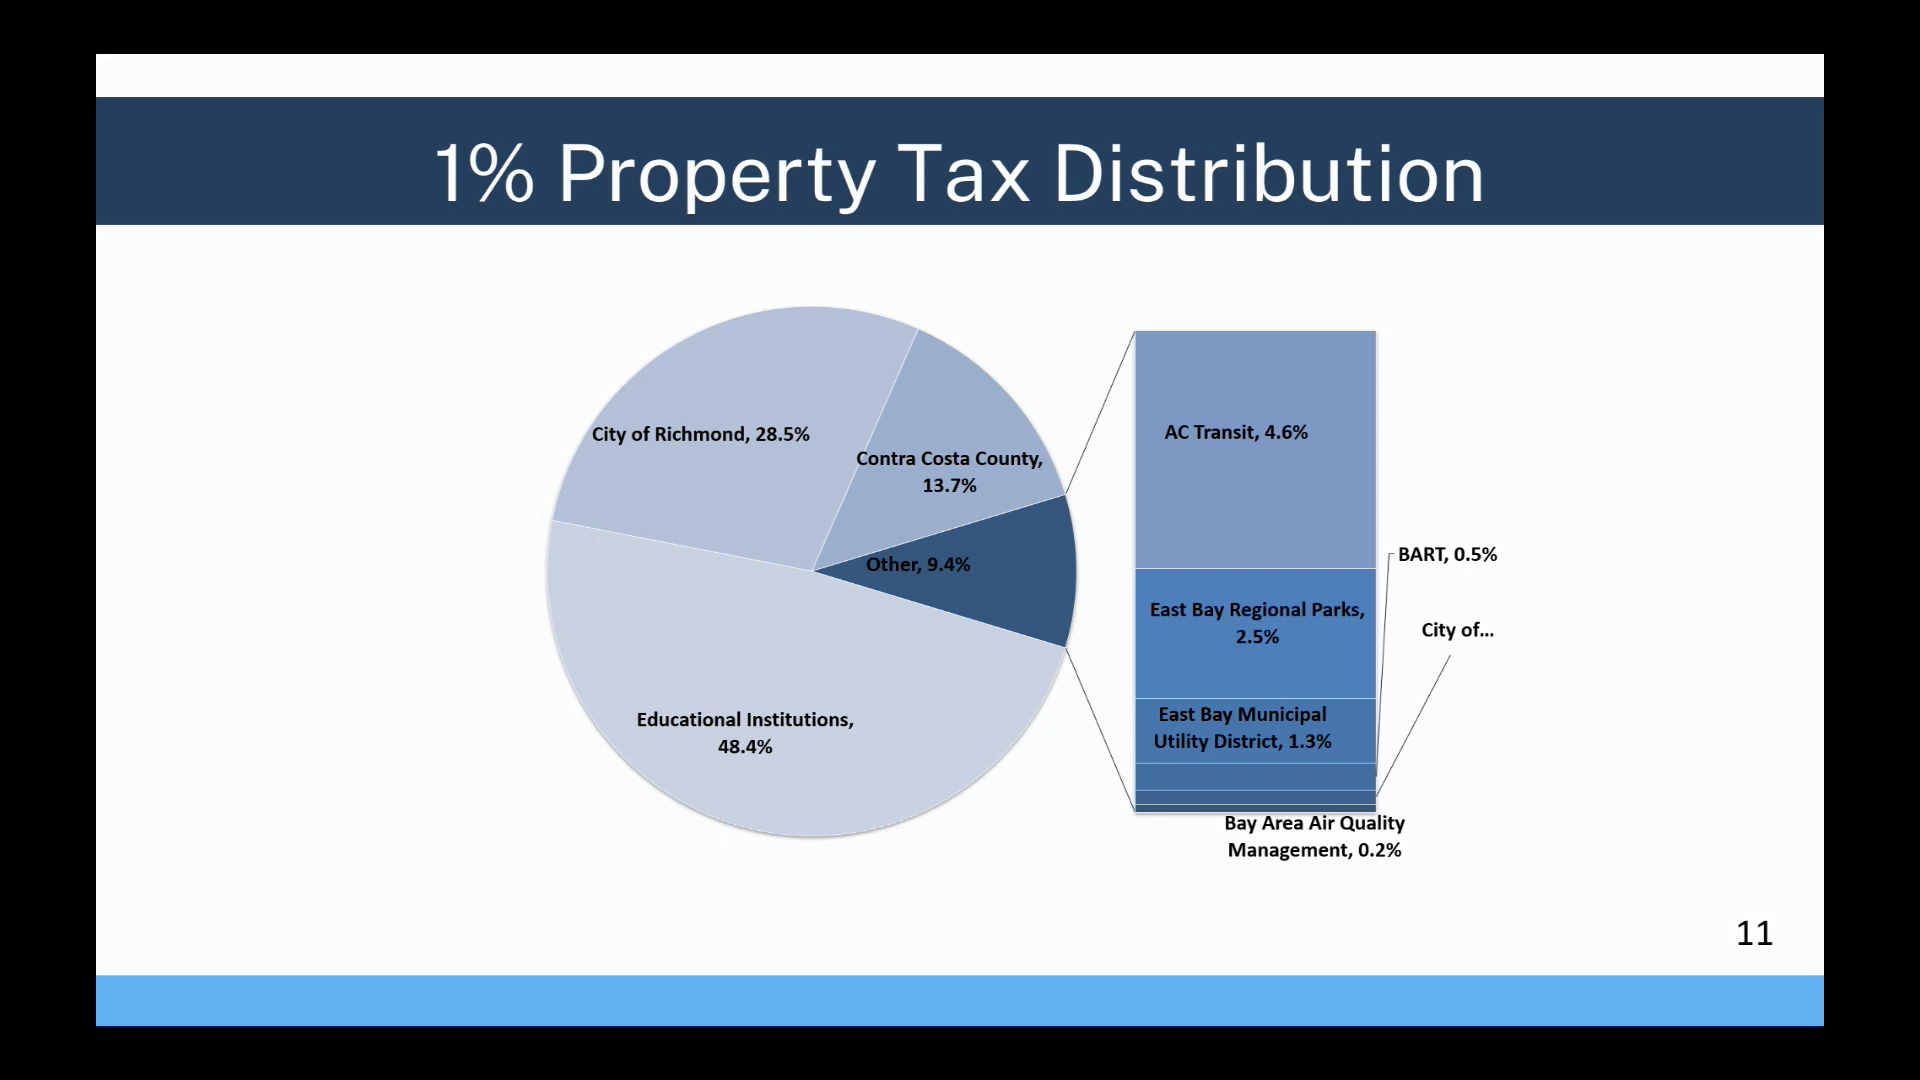 1% Property Tax Distribution
City of Richmond, 28.5%
Contra Costa County,
13.7%
Other, 9.4%
Educational Institutions,
48.4%
AC Transit, 4.6%
East Bay Regional Parks,
2.5%
East Bay Municipal
Utility District, 1.3%
BART, 0.5%
City of...
Bay Area Air Quality
Management, 0.2%
11